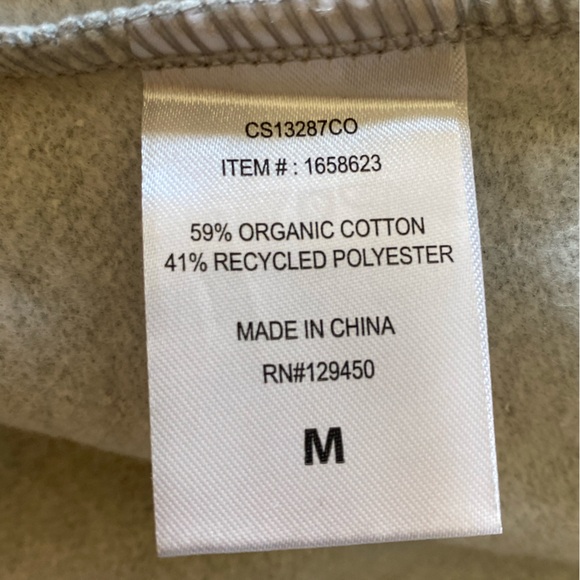 CS13287CO
ITEM # : 1658623
59% ORGANIC COTTON
41% RECYCLED POLYESTER
MADE IN CHINA
RN#129450
M